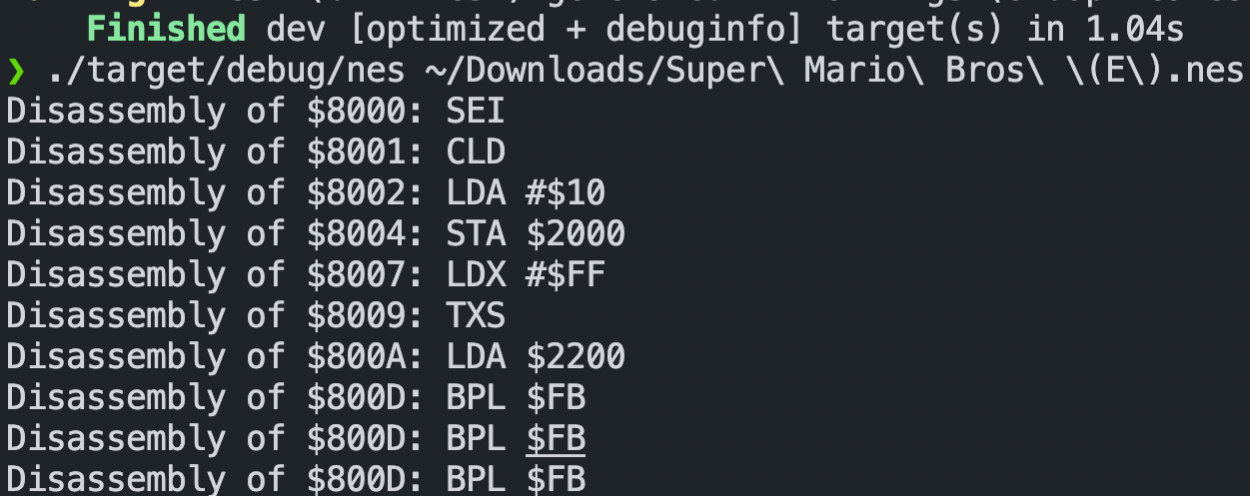 Finished dev [optimized + debuginfo] target(s) in 1.04s
❯ ./target/debug/nes ~/Downloads/Super\ Mario\ Bros\ \(E\).nes
Disassembly of $8000: SEI
Disassembly of $8001: CLD
Disassembly of $8002: LDA #$10
Disassembly of $8004: STA $2000
Disassembly of $8007: LDX #$FF
Disassembly of $8009: TXS
Disassembly of $800A: LDA $2200
Disassembly of $800D: BPL $FB
Disassembly of $800D: BPL $FB
Disassembly of $800D: BPL $FB